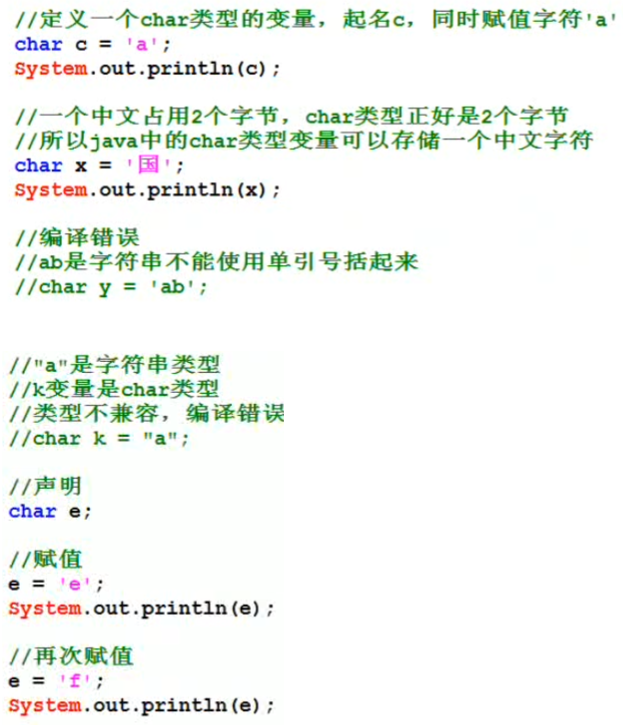 //定义一个char类型的变量，起名c，同时赋值字符'a'
char c = 'a';
System.out.println(c);
//一个中文占用2个字节，char类型正好是2个字节
//所以java中的char类型变量可以存储一个中文字符
char x = '国';
System.out.println(x);
//编译错误
//ab是字符串不能使用单引号括起来
//char y = 'ab';
//"a"是字符串类型
//k变量是char类型
//类型不兼容，编译错误
//char k = "a";
//声明
char e;
//赋值
e = 'e';
System.out.println(e);
//再次赋值
e = 'f';
System.out.println(e);